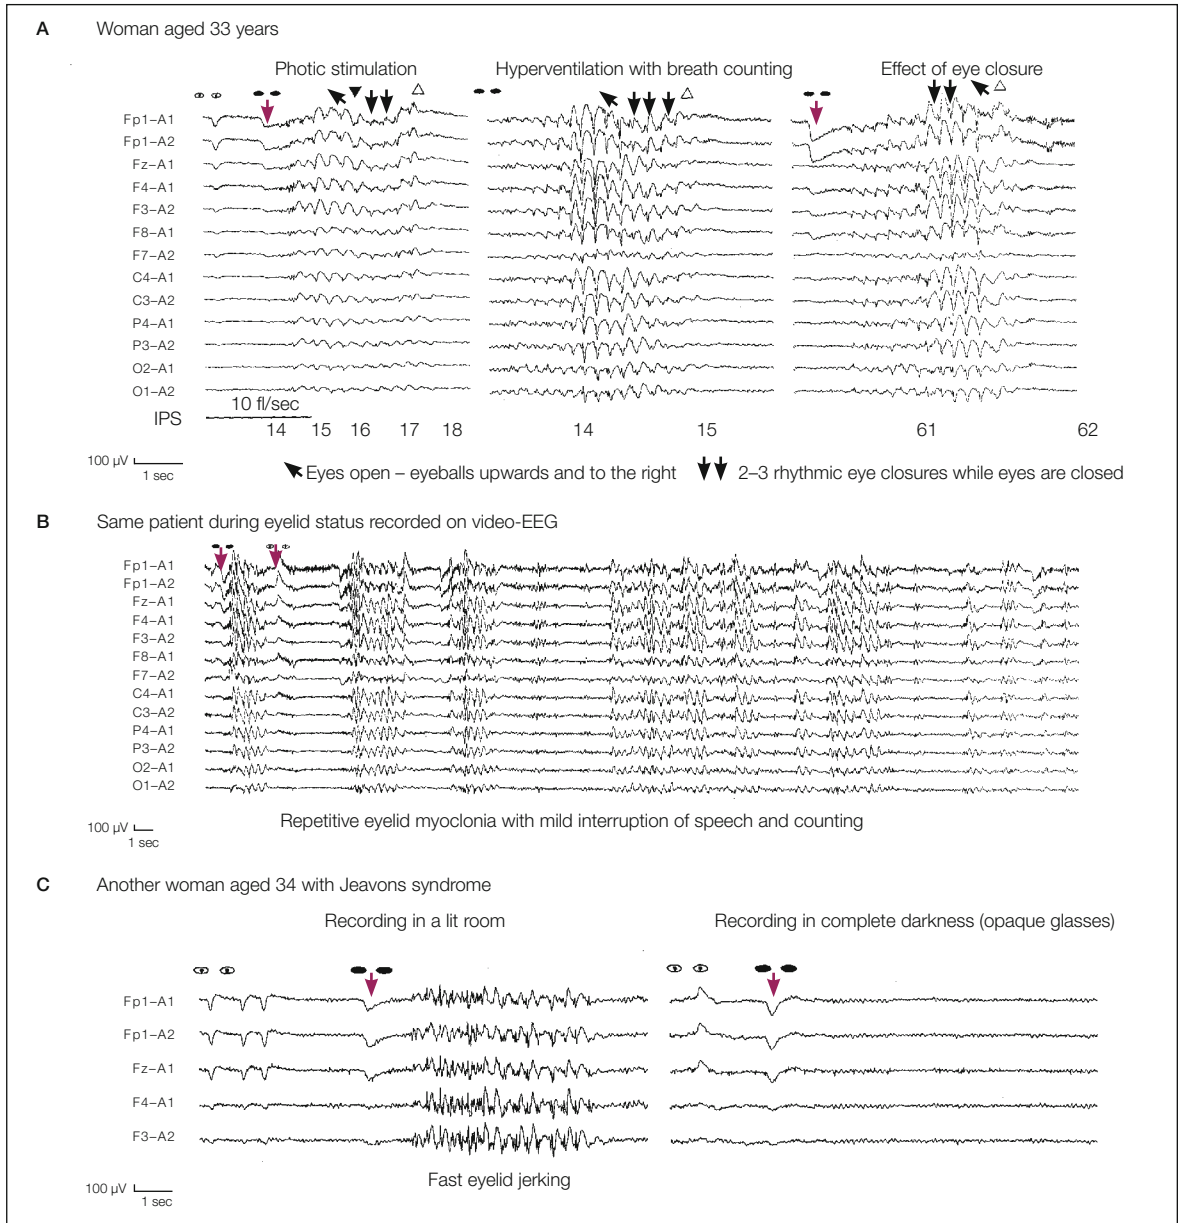 A Woman aged 33 years
Photic stimulation Hyperventilation with breath counting Effect of eye closure
Fp1–A1
Fp1–A2
Fz–A1
F4–A1
F3–A2
F8–A1
F7–A2
C4–A1
C3–A2
P4–A1
P3–A2
O2–A1
O1–A2
10 fl/sec
IPS
14 15 16 17 18 14 15 61 62
100 µV
1 sec
Eyes open – eyeballs upwards and to the right 2–3 rhythmic eye closures while eyes are closed
B Same patient during eyelid status recorded on video-EEG
Fp1–A1
Fp1–A2
Fz–A1
F4–A1
F3–A2
F8–A1
F7–A2
C4–A1
C3–A2
P4–A1
P3–A2
O2–A1
O1–A2
100 µV
1 sec
Repetitive eyelid myoclonia with mild interruption of speech and counting
C Another woman aged 34 with Jeavons syndrome
Recording in a lit room Recording in complete darkness (opaque glasses)
Fp1–A1
Fp1–A2
Fz–A1
F4–A1
F3–A2
Fast eyelid jerking
100 µV
1 sec